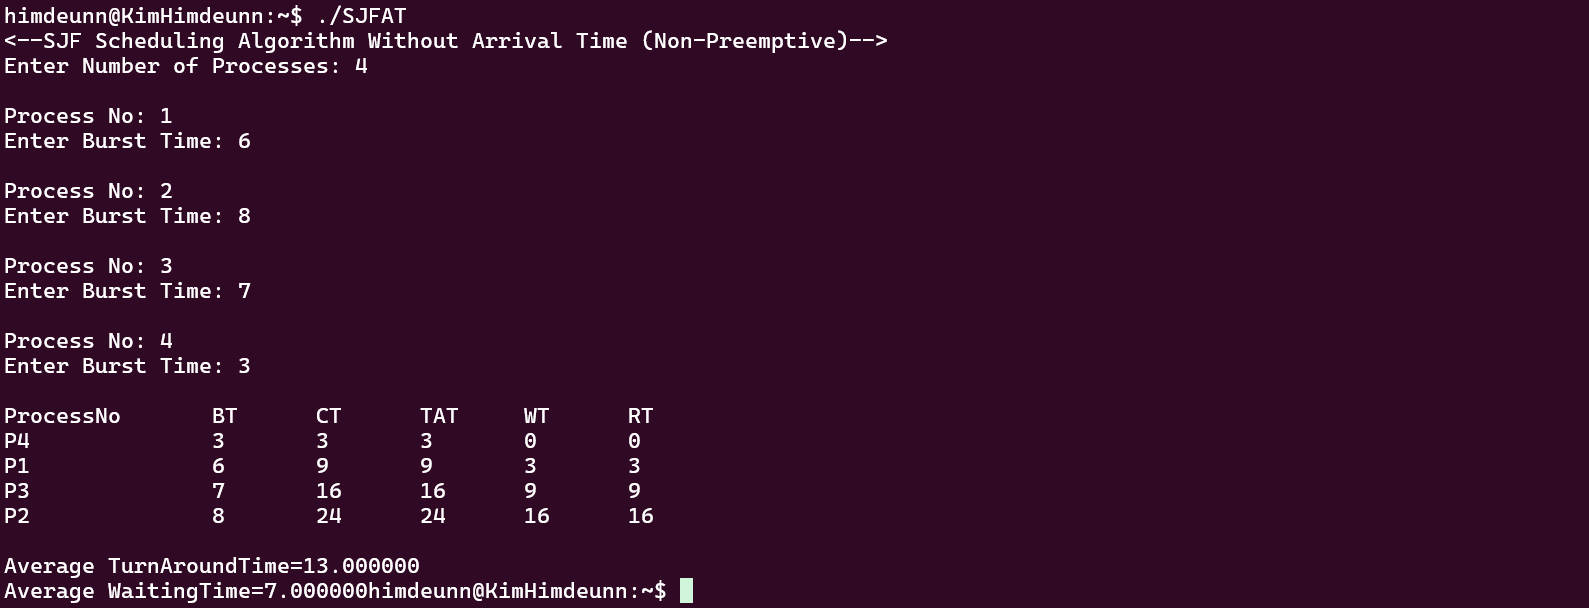 himdeunn@KimHimdeunn:~$ ./SJFAT
<--SJF Scheduling Algorithm Without Arrival Time (Non-Preemptive)-->
Enter Number of Processes: 4
Process No: 1
Enter Burst Time: 6
Process No: 2
Enter Burst Time: 8
Process No: 3
Enter Burst Time: 7
Process No: 4
Enter Burst Time: 3
ProcessNo BT CT TAT WT RT
P4 3 3 3 0 0
P1 6 9 9 3 3
P3 7 16 16 9 9
P2 8 24 24 16 16
Average TurnAroundTime=13.000000
Average WaitingTime=7.000000himdeunn@KimHimdeunn:~$